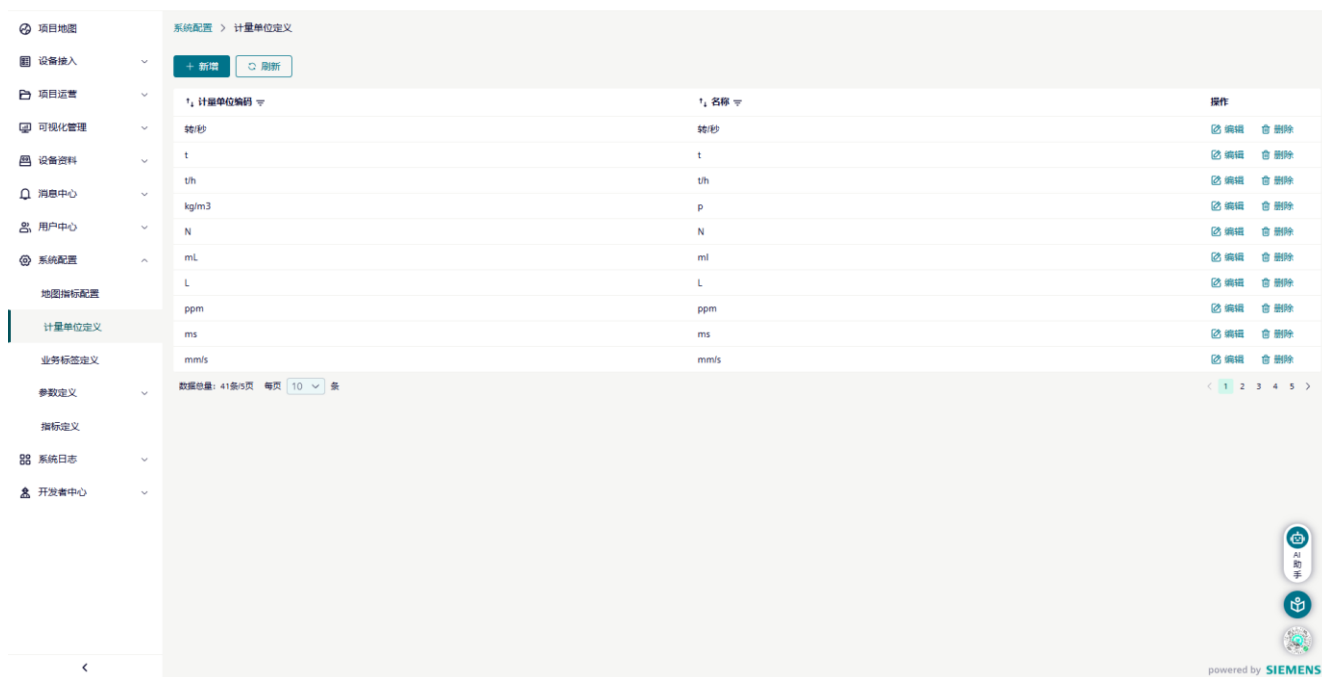 项目地图
设备接入
项目运营
可视化管理
设备资料
消息中心
用户中心
系统配置
地图指标配置
计量单位定义
业务标签定义
参数定义
指标定义
系统日志
开发者中心
系统配置 > 计量单位定义
+ 新增 刷新
计量单位编码 名称 操作
转/秒 转/秒 编辑 删除
t t 编辑 删除
t/h t/h 编辑 删除
kg/m3 p 编辑 删除
N N 编辑 删除
mL ml 编辑 删除
L L 编辑 删除
ppm ppm 编辑 删除
ms ms 编辑 删除
mm/s mm/s 编辑 删除
数据总量：41条/5页 每页 10 条 < 1 2 3 4 5 >
AI
助
手
powered by SIEMENS